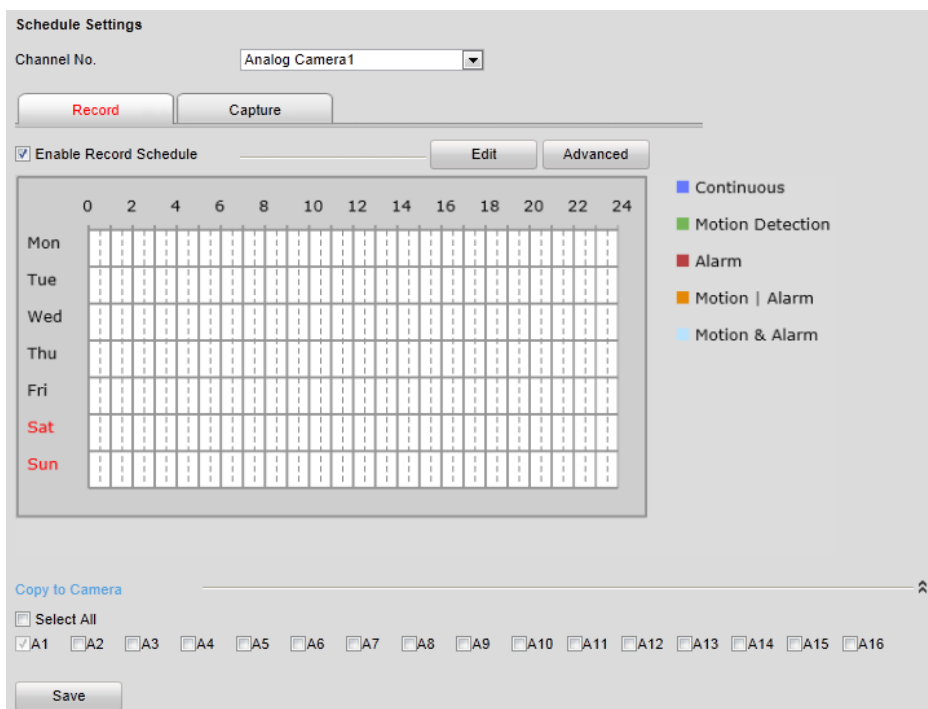 Schedule Settings
Channel No. Analog Camera1
Record Capture
Enable Record Schedule Edit Advanced
0 2 4 6 8 10 12 14 16 18 20 22 24
Mon
Tue
Wed
Thu
Fri
Sat
Sun
Continuous
Motion Detection
Alarm
Motion | Alarm
Motion & Alarm
Copy to Camera
Select All
A1 A2 A3 A4 A5 A6 A7 A8 A9 A10 A11 A12 A13 A14 A15 A16
Save